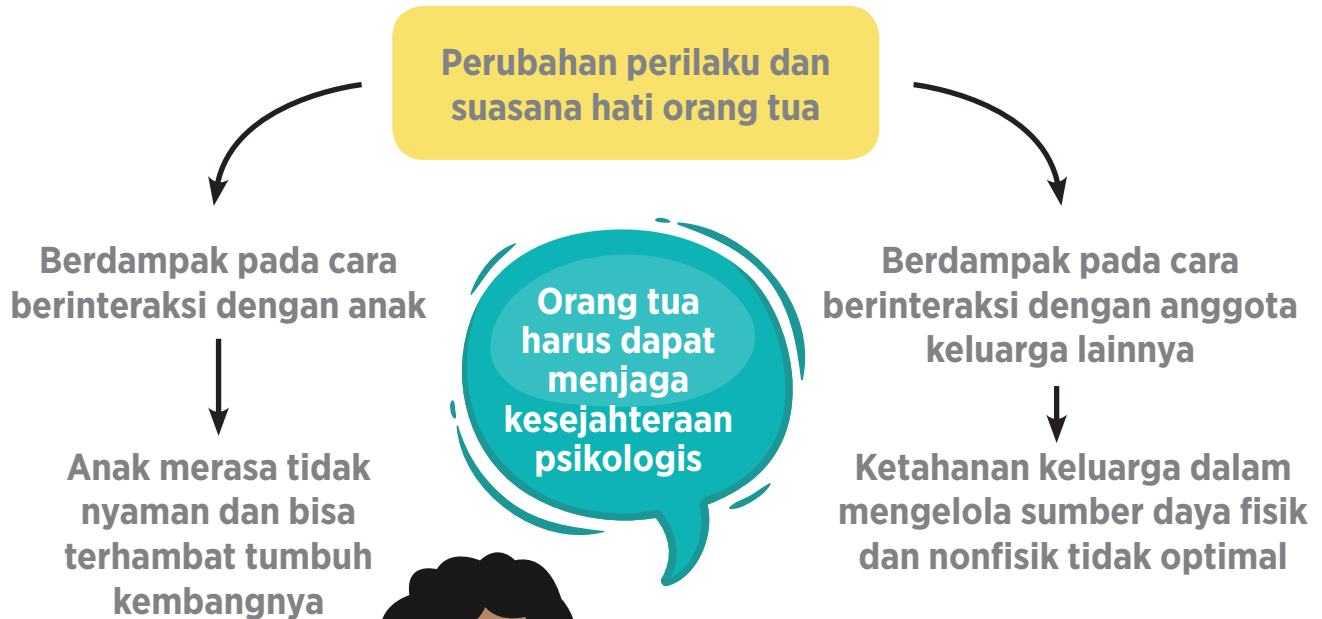 Perubahan perilaku dan
suasana hati orang tua
Berdampak pada cara
berinteraksi dengan anak
Anak merasa tidak
nyaman dan bisa
terhambat tumbuh
kembangnya
Orang tua
harus dapat
menjaga
kesejahteraan
psikologis
Berdampak pada cara
berinteraksi dengan anggota
keluarga lainnya
Ketahanan keluarga dalam
mengelola sumber daya fisik
dan nonfisik tidak optimal